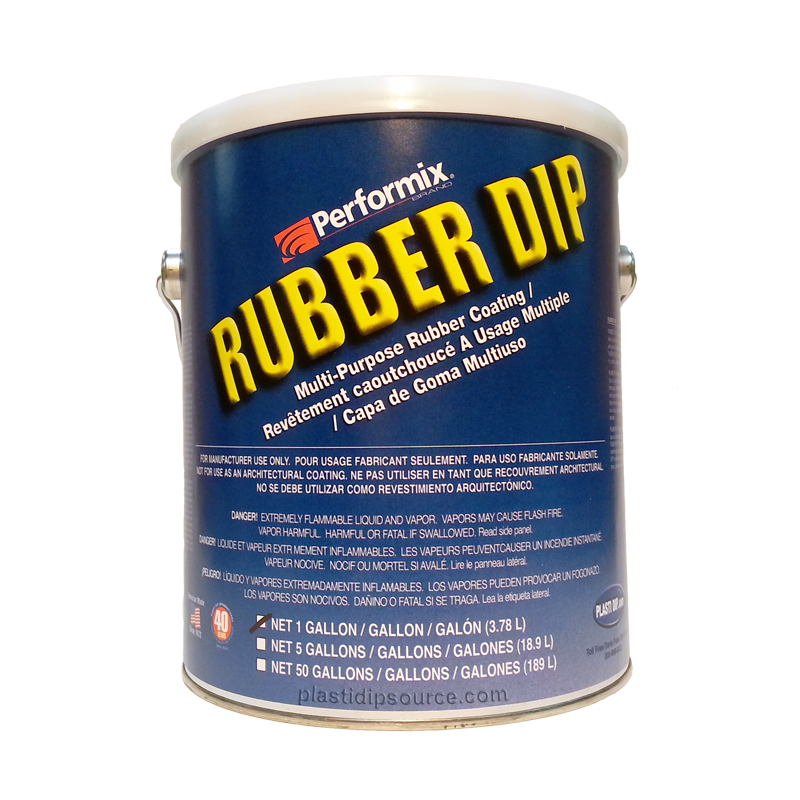 Performix®
BRAND
RUBBER DIP
Multi-Purpose Rubber Coating /
Revêtement caoutchoucé A Usage Multiple
/ Capa de Goma Multiuso
FOR MANUFACTURER USE ONLY. POUR USAGE FABRICANT SEULEMENT. PARA USO FABRICANTE SOLAMENTE.
NOT FOR USE AS AN ARCHITECTURAL COATING. NE PAS UTILISER EN TANT QUE RECOUVREMENT ARCHITECTURAL.
NO SE DEBE UTILIZAR COMO REVESTIMIENTO ARQUITECTÓNICO.
DANGER! EXTREMELY FLAMMABLE LIQUID AND VAPOR. VAPORS MAY CAUSE FLASH FIRE.
VAPOR HARMFUL. HARMFUL OR FATAL IF SWALLOWED. Read side panel.
DANGER! LIQUIDE ET VAPEUR EXTR MEMENT INFLAMMABLES. LES VAPEURS PEUVENTCAUSER UN INCENDIE INSTANTANÉ.
VAPEUR NOCIVE. NOCIF OU MORTEL SI AVALÉ. Lire le panneau latéral.
¡PELIGRO! LÍQUIDO Y VAPORES EXTREMADAMENTE INFLAMABLES. LOS VAPORES PUEDEN PROVOCAR UN FOGONAZO.
LOS VAPORES SON NOCIVOS. DAÑINO O FATAL SI SE TRAGA. Lea la etiqueta lateral.
40
PLASTI DIP
NET 1 GALLON / GALLON / GALÓN (3.78 L)
NET 5 GALLONS / GALLONS / GALONES (18.9 L)
NET 50 GALLONS / GALLONS / GALONES (189 L)
plastidipsource.com